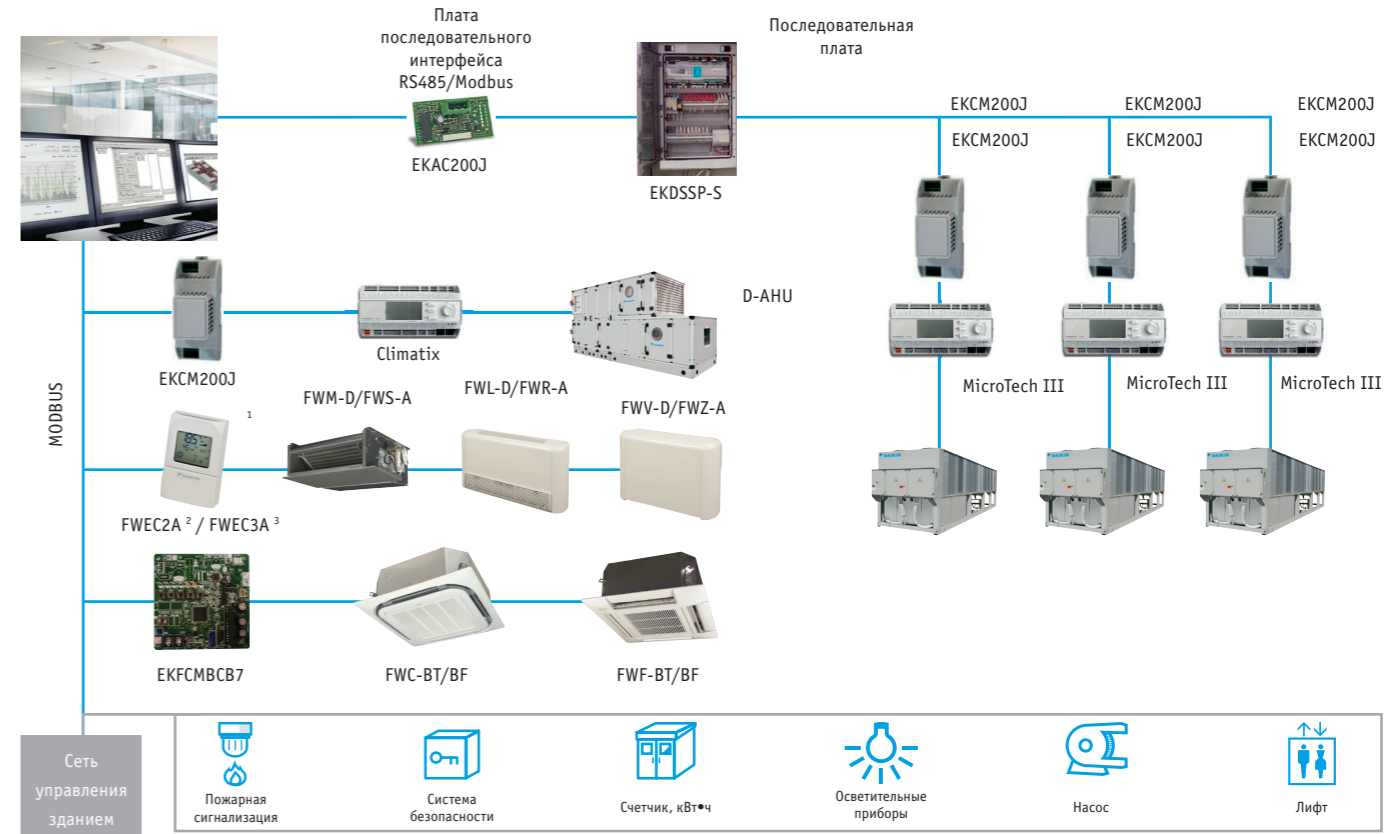 Плата
последовательного
интерфейса
RS485/Modbus
EKAC200J
EKDSSP-S
Последовательная
плата
EKCM200J
EKCM200J
EKCM200J
EKCM200J
EKCM200J
EKCM200J
MODBUS
EKCM200J
Climatix
D-AHU
MicroTech III
MicroTech III
MicroTech III
1
FWEC2A ² / FWEC3A ³
FWM-D/FWS-A
FWL-D/FWR-A
FWV-D/FWZ-A
EKFCMBCB7
FWC-BT/BF
FWF-BT/BF
Сеть
управления
зданием
Пожарная
сигнализация
Система
безопасности
Счетчик, кВт•ч
Осветительные
приборы
Насос
Лифт